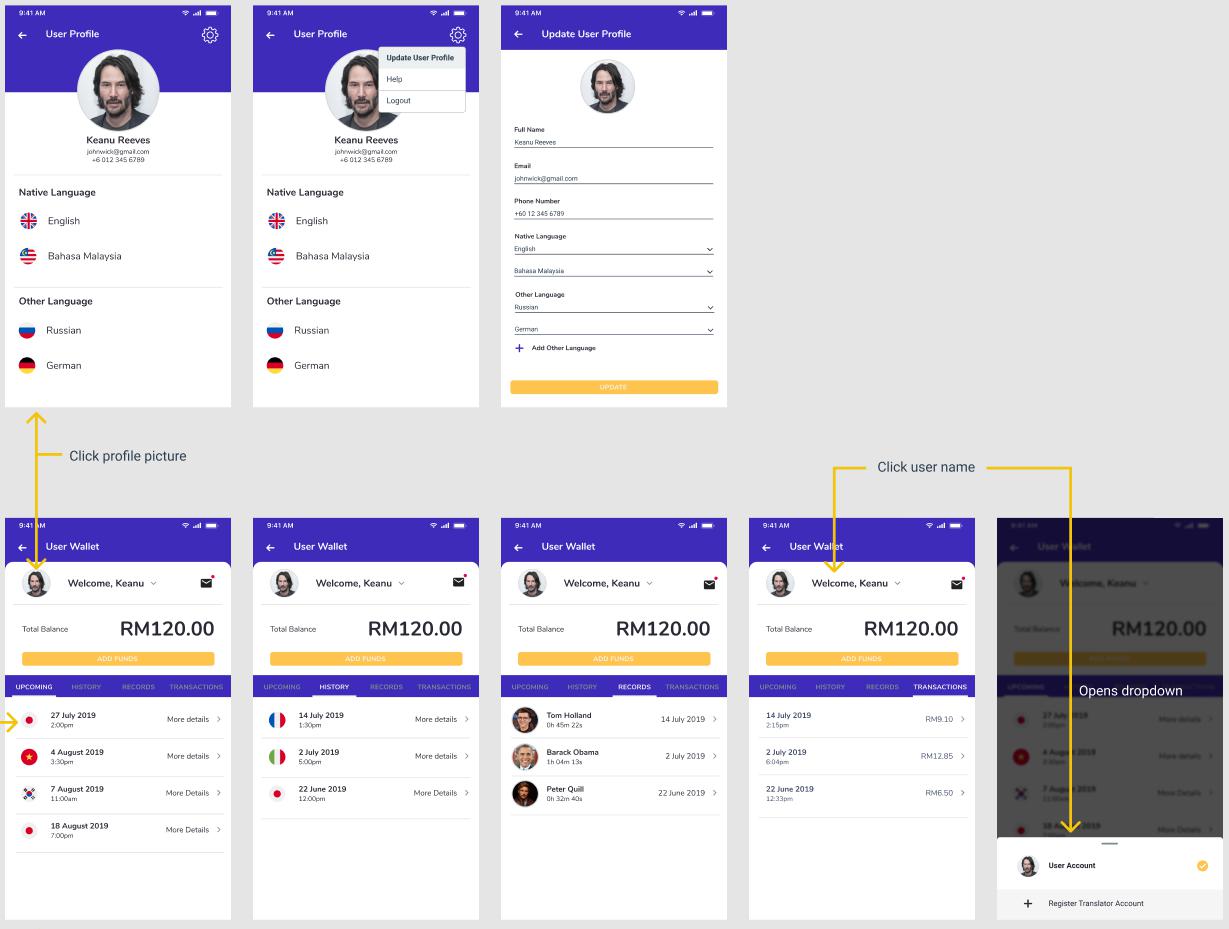 9:41 AM
User Profile
Keanu Reeves
johnwick@gmail.com
+6 012 345 6789
Native Language
English
Bahasa Malaysia
Other Language
Russian
German
9:41 AM
User Profile
Update User Profile
Help
Logout
Keanu Reeves
johnwick@gmail.com
+6 012 345 6789
Native Language
English
Bahasa Malaysia
Other Language
Russian
German
9:41 AM
Update User Profile
Full Name
Keanu Reeves
Email
johnwick@gmail.com
Phone Number
+60 12 345 6789
Native Language
English
Bahasa Malaysia
Other Language
Russian
German
+ Add Other Language
UPDATE
Click profile picture
Click user name
9:41 AM
User Wallet
Welcome, Keanu
Total Balance RM120.00
ADD FUNDS
UPCOMING HISTORY RECORDS TRANSACTIONS
27 July 2019 More details
2:00pm
4 August 2019 More details
3:30pm
7 August 2019 More Details
11:00am
18 August 2019 More Details
7:00pm
9:41 AM
User Wallet
Welcome, Keanu
Total Balance RM120.00
ADD FUNDS
UPCOMING HISTORY RECORDS TRANSACTIONS
14 July 2019 More details
1:30pm
2 July 2019 More details
5:00pm
22 June 2019 More Details
12:00pm
9:41 AM
User Wallet
Welcome, Keanu
Total Balance RM120.00
ADD FUNDS
UPCOMING HISTORY RECORDS TRANSACTIONS
Tom Holland 14 July 2019
0h 45m 22s
Barack Obama 2 July 2019
1h 04m 13s
Peter Quill 22 June 2019
0h 32m 40s
9:41 AM
User Wallet
Welcome, Keanu
Total Balance RM120.00
ADD FUNDS
UPCOMING HISTORY RECORDS TRANSACTIONS
14 July 2019 RM9.10
2:15pm
2 July 2019 RM12.85
6:04pm
22 June 2019 RM6.50
12:33pm
9:41 AM
User Wallet
Welcome, Keanu
Total Balance RM120.00
ADD FUNDS
UPCOMING HISTORY RECORDS TRANSACTIONS
Opens dropdown
27 July 2019 More details
4 August 2019 More details
7 August 2019 More Details
18 August 2019 More Details
User Account
+ Register Translator Account